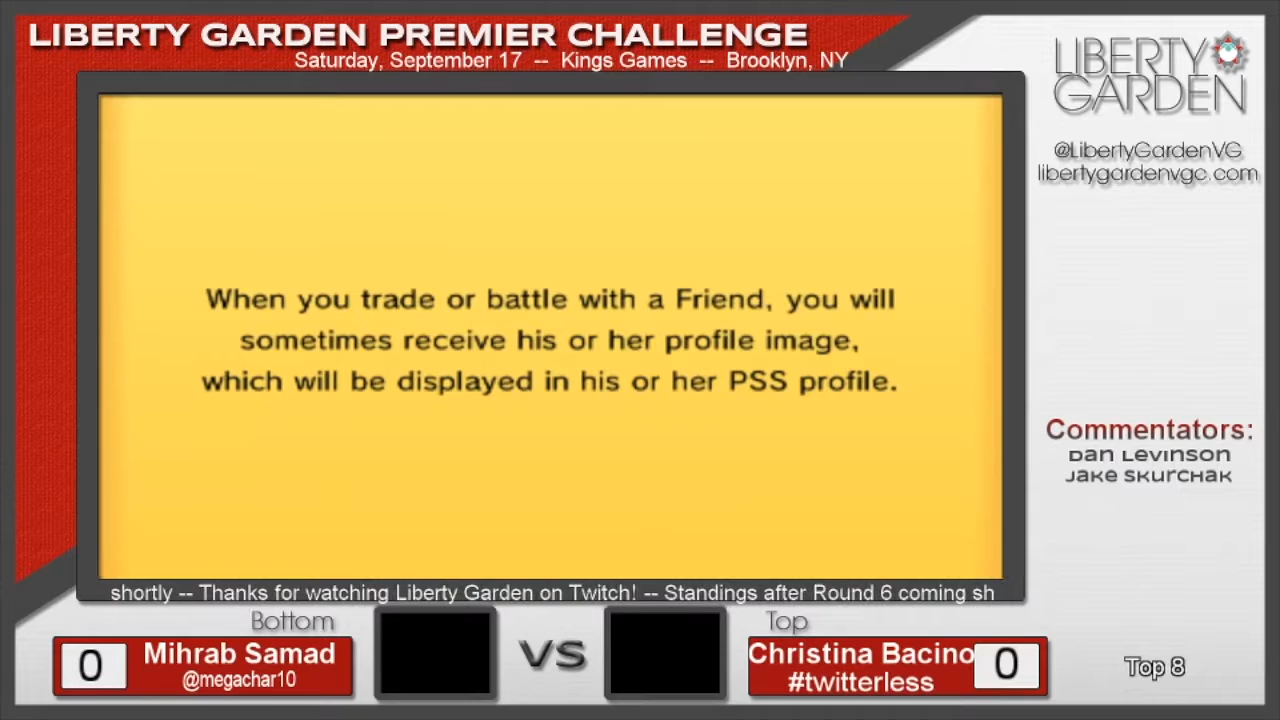 LIBERTY GARDEN PREMIER CHALLENGE
Saturday, September 17 -- Kings Games -- Brooklyn, NY
LIBERTY
GARDEN
@LibertyGardenVG
libertygardenvgc.com
When you trade or battle with a Friend, you will
sometimes receive his or her profile image,
which will be displayed in his or her PSS profile.
Commentators:
Dan Levinson
Jake Skurchak
shortly -- Thanks for watching Liberty Garden on Twitch! -- Standings after Round 6 coming sh
Bottom
0
Mihrab Samad
@megachar10
VS
Top
Christina Bacino
#twitterless
0
Top 8